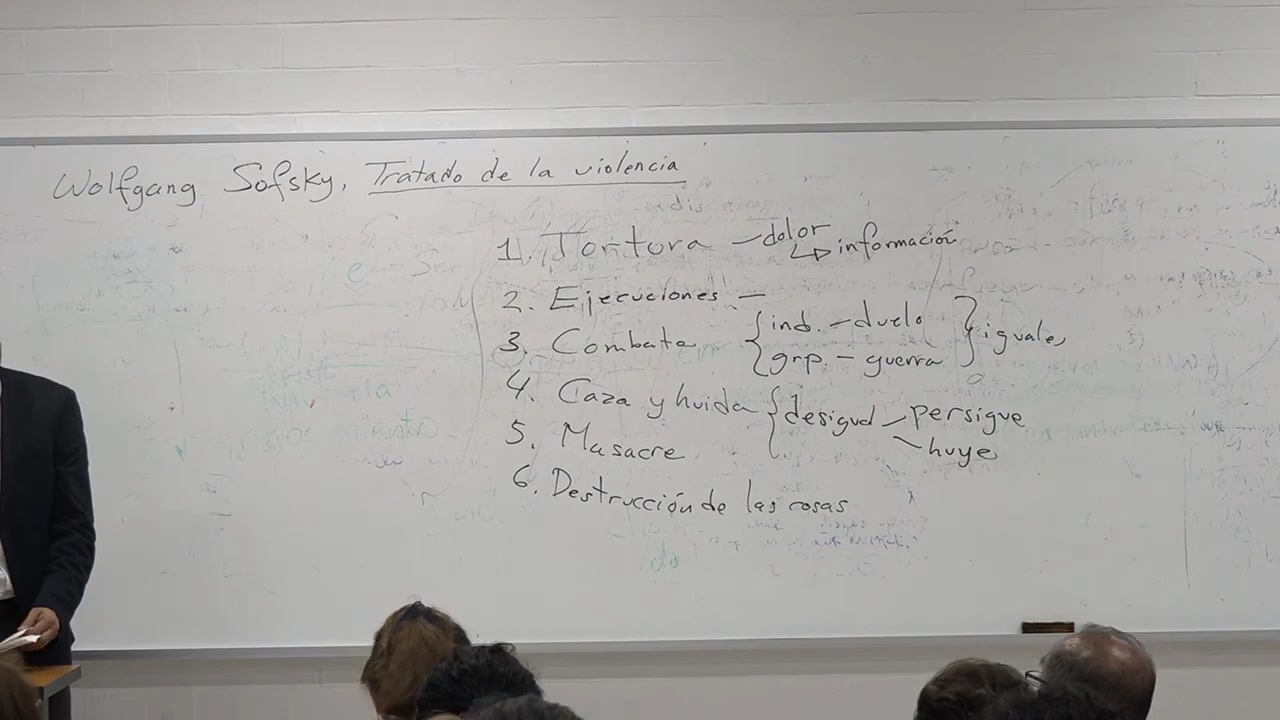 Wolfgang Sofsky, Tratado de la violencia
1. Tortura - dolor
↳ información
2. Ejecuciones -
3. Combate { ind. - duelo } iguales
{ grp. - guerra }
4. Caza y huida { desigual - persigue
5. Masacre - huye
6. Destrucción de las cosas